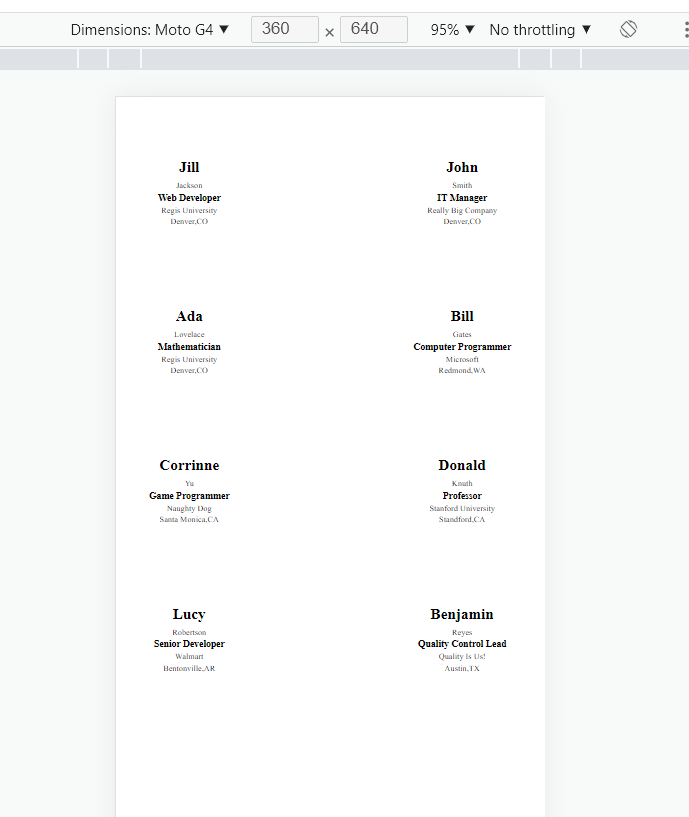 Dimensions: Moto G4 ▼ 360 × 640 95% ▼ No throttling ▼
Jill
Jackson
Web Developer
Regis University
Denver,CO
John
Smith
IT Manager
Really Big Company
Denver,CO
Ada
Lovelace
Mathematician
Regis University
Denver,CO
Bill
Gates
Computer Programmer
Microsoft
Redmond,WA
Corrinne
Yu
Game Programmer
Naughty Dog
Santa Monica,CA
Donald
Knuth
Professor
Stanford University
Standford,CA
Lucy
Robertson
Senior Developer
Walmart
Bentonville,AR
Benjamin
Reyes
Quality Control Lead
Quality Is Us!
Austin,TX